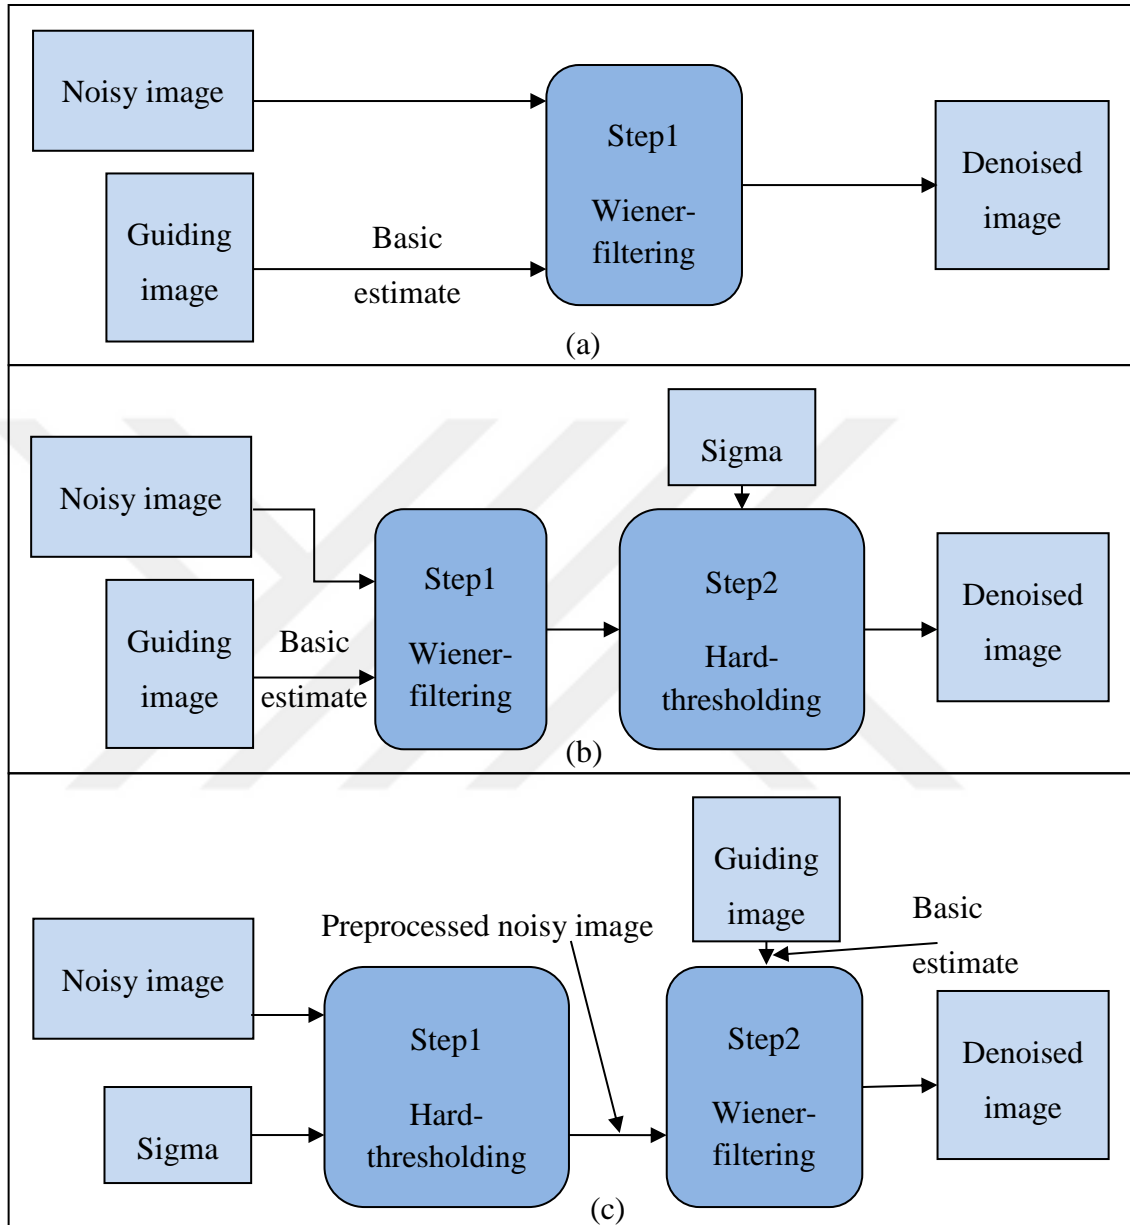 Noisy image
Guiding
image
Basic
estimate
Step1
Wiener-
filtering
Denoised
image
(a)
Noisy image
Guiding
image
Basic
estimate
Step1
Wiener-
filtering
Sigma
Step2
Hard-
thresholding
Denoised
image
(b)
Noisy image
Sigma
Preprocessed noisy image
Step1
Hard-
thresholding
Guiding
image
Basic
estimate
Step2
Wiener-
filtering
Denoised
image
(c)